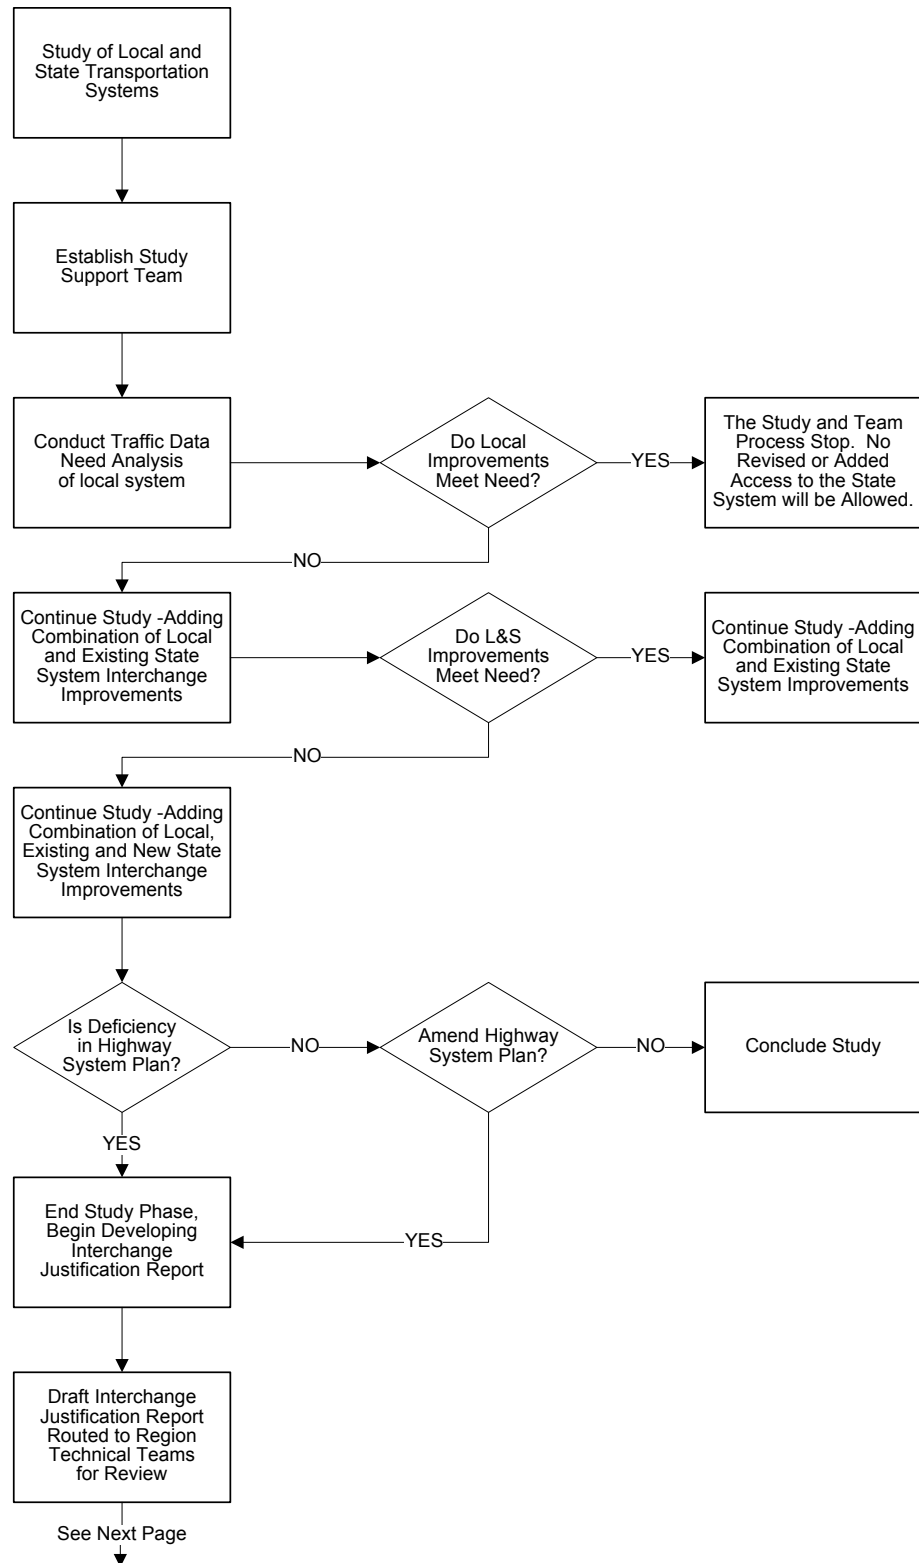 Study of Local and
State Transportation
Systems
Establish Study
Support Team
Conduct Traffic Data
Need Analysis
of local system
Do Local
Improvements
Meet Need?
YES
The Study and Team
Process Stop.  No
Revised or Added
Access to the State
System will be Allowed.
NO
Continue Study -Adding
Combination of Local
and Existing State
System Interchange
Improvements
Do L&S
Improvements
Meet Need?
YES
Continue Study -Adding
Combination of Local
and Existing State
System Improvements
NO
Continue Study -Adding
Combination of Local,
Existing and New State
System Interchange
Improvements
Is Deficiency
in Highway
System Plan?
NO
Amend Highway
System Plan?
NO
Conclude Study
YES
End Study Phase,
Begin Developing
Interchange
Justification Report
YES
Draft Interchange
Justification Report
Routed to Region
Technical Teams
for Review
See Next Page